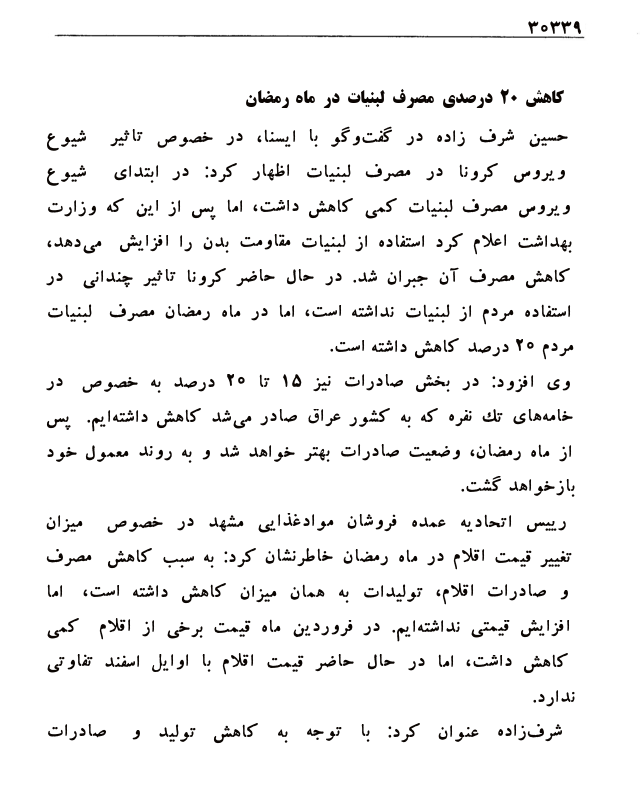 ۳۰۳۳۹
کاهش ۲۰ درصدی مصرف لبنیات در ماه رمضان
حسین شرف زاده در گفت‌وگو با ایسنا، در خصوص تاثیر شیوع
ویروس کرونا در مصرف لبنیات اظهار کرد: در ابتدای شیوع
ویروس مصرف لبنیات کمی کاهش داشت، اما پس از این که وزارت
بهداشت اعلام کرد استفاده از لبنیات مقاومت بدن را افزایش می‌دهد،
کاهش مصرف آن جبران شد. در حال حاضر کرونا تاثیر چندانی در
استفاده مردم از لبنیات نداشته است، اما در ماه رمضان مصرف لبنیات
مردم ۲۰ درصد کاهش داشته است.
وی افزود: در بخش صادرات نیز ۱۵ تا ۲۰ درصد به خصوص در
خامه‌های تك نفره که به کشور عراق صادر می‌شد کاهش داشته‌ایم. پس
از ماه رمضان، وضعیت صادرات بهتر خواهد شد و به روند معمول خود
بازخواهد گشت.
رییس اتحادیه عمده فروشان موادغذایی مشهد در خصوص میزان
تغییر قیمت اقلام در ماه رمضان خاطرنشان کرد: به سبب کاهش مصرف
و صادرات اقلام، تولیدات به همان میزان کاهش داشته است، اما
افزایش قیمتی نداشته‌ایم. در فروردین ماه قیمت برخی از اقلام کمی
کاهش داشت، اما در حال حاضر قیمت اقلام با اوایل اسفند تفاوتی
ندارد.
شرف‌زاده عنوان کرد: با توجه به کاهش تولید و صادرات